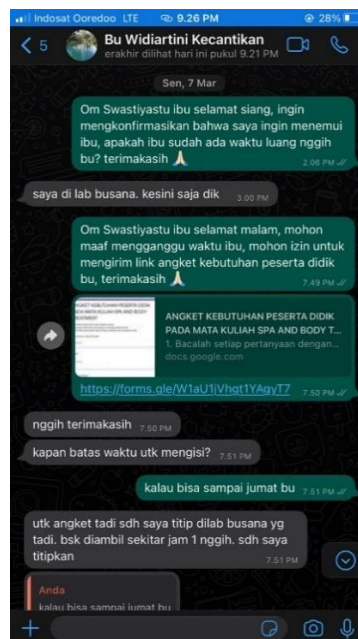 Indosat Ooredoo LTE 9.26 PM 28%
5 Bu Widiartini Kecantikan
erakhir dilihat hari ini pukul 9.21 PM
Sen, 7 Mar
Om Swastiyastu ibu selamat siang, ingin
mengkonfirmasikan bahwa saya ingin menemui
ibu, apakah ibu sudah ada waktu luang nggih
bu? terimakasih 🙏
2.06 PM
saya di lab busana. kesini saja dik 3.00 PM
Om Swastiyastu ibu selamat malam, mohon
maaf mengganggu waktu ibu, mohon izin untuk
mengirim link angket kebutuhan peserta didik
bu, terimakasih 🙏 7.49 PM
ANGKET KEBUTUHAN PESERTA DIDIK
PADA MATA KULIAH SPA AND BODY T...
1. Bacalah setiap pertanyaan dengan...
docs.google.com
https://forms.gle/W1aU1jVhgt1YAgyT7 7.50 PM
nggih terimakasih 7.50 PM
kapan batas waktu utk mengisi? 7.51 PM
kalau bisa sampai jumat bu 7.51 PM
utk angket tadi sdh saya titip dilab busana yg
tadi. bsk diambil sekitar jam 1 nggih. sdh saya
titipkan 7.51 PM
Anda
kalau bisa sampai jumat bu